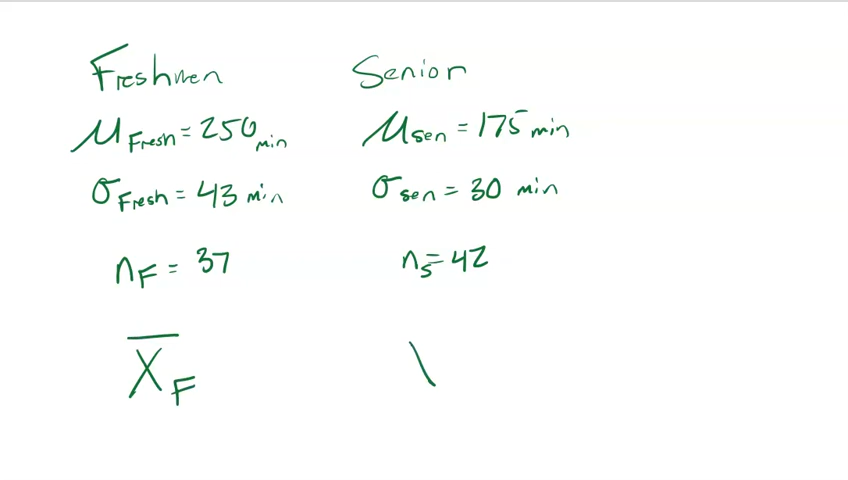 Freshmen Senior
μFresh = 250 min μsen = 175 min
σFresh = 43 min σsen = 30 min
nF = 37 ns = 42
X̅F \